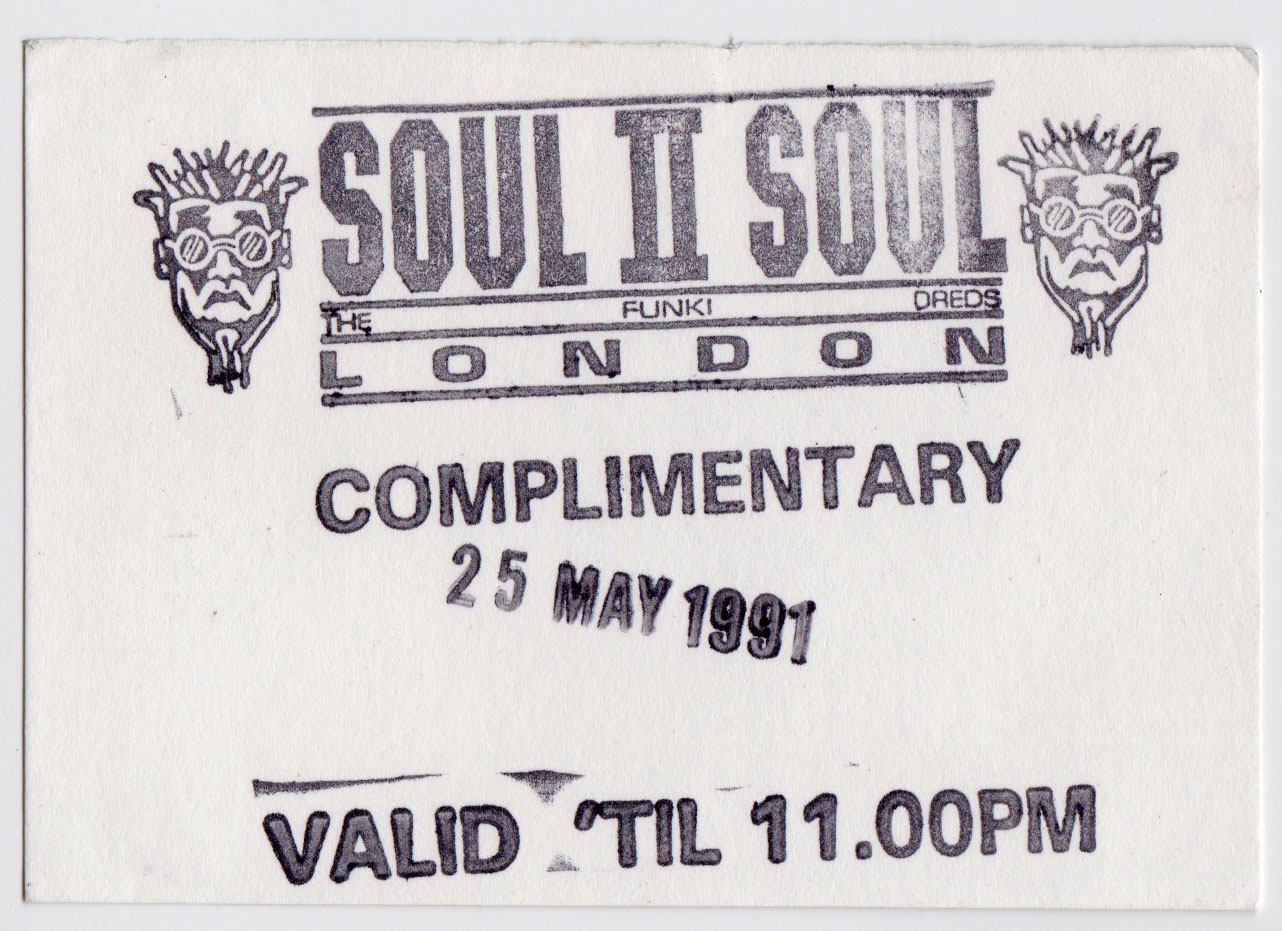 SOUL II SOUL
THE FUNKI DREDS
LONDON
COMPLIMENTARY
25 MAY 1991
VALID 'TIL 11.00PM